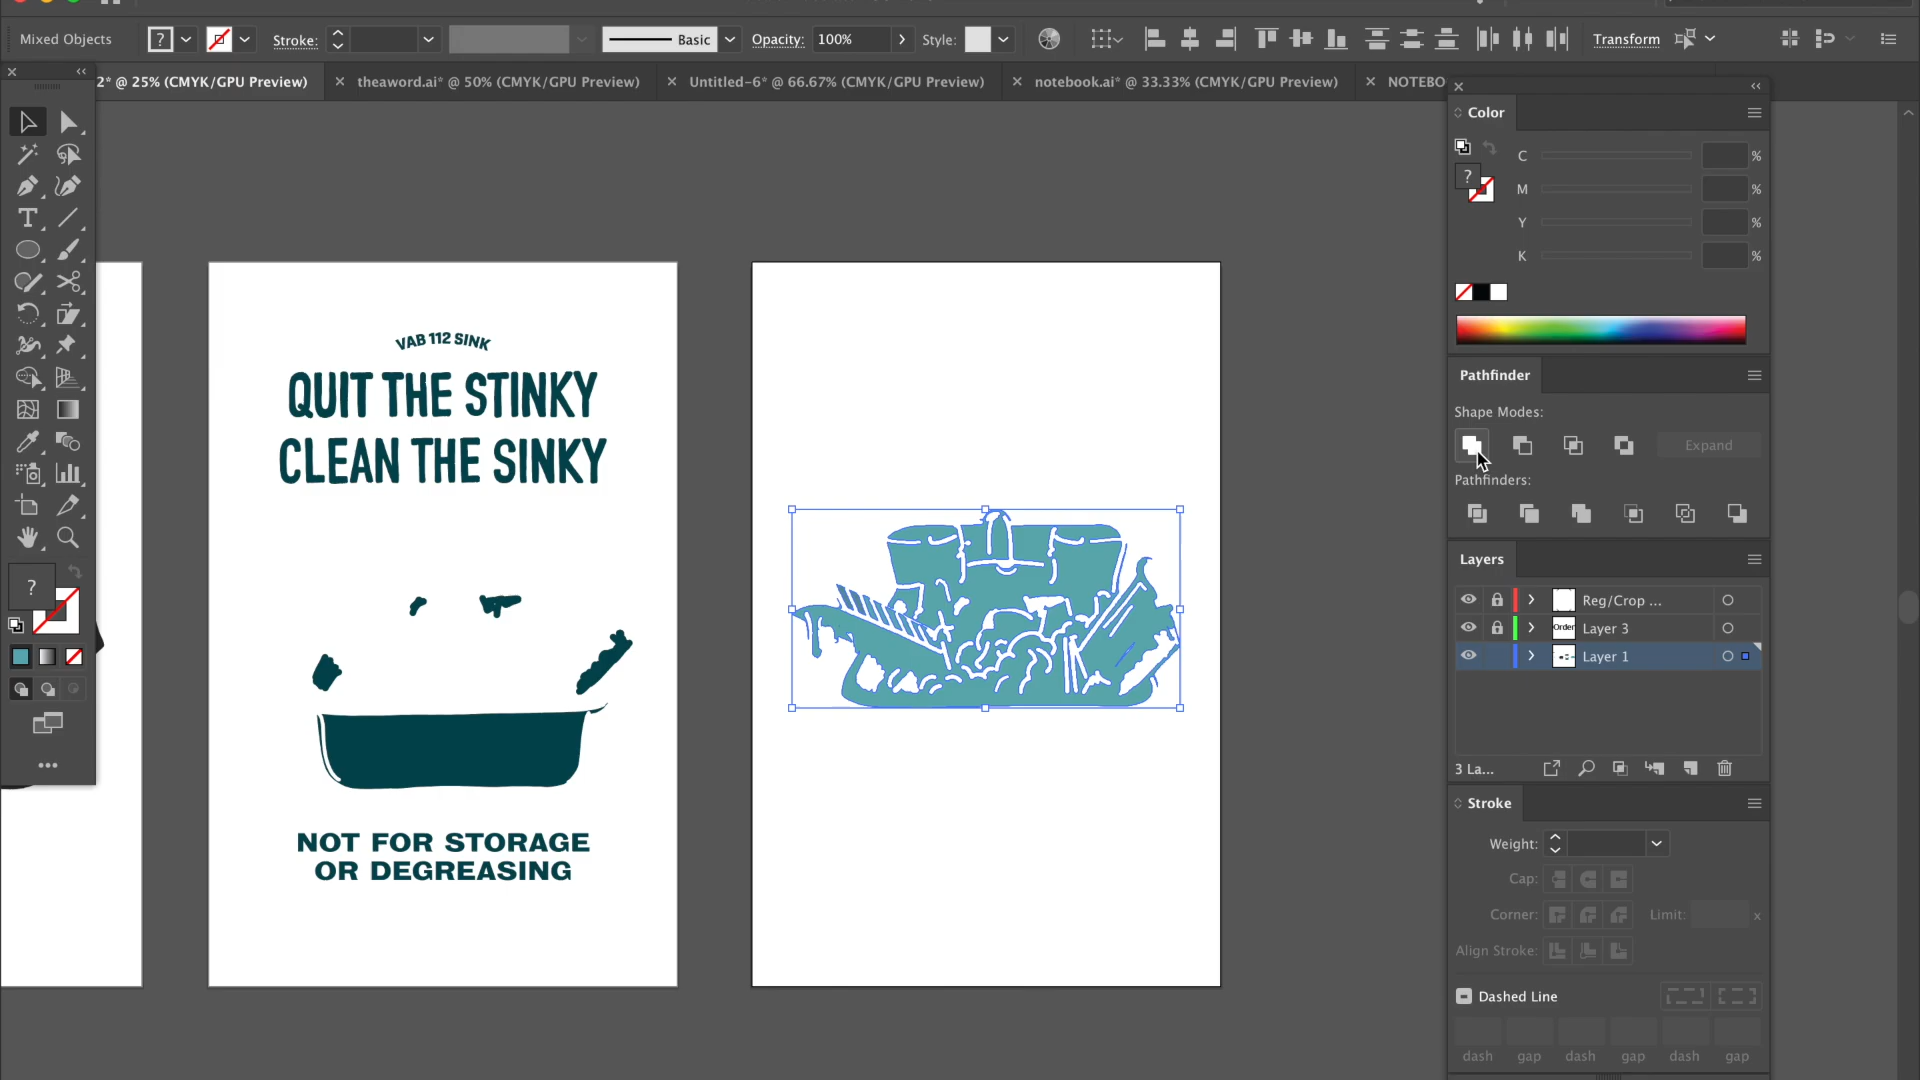 Mixed Objects
?
Stroke:
Basic
Opacity:
100%
Style:
Transform
2* @ 25% (CMYK/GPU Preview)
theaword.ai* @ 50% (CMYK/GPU Preview)
Untitled-6* @ 66.67% (CMYK/GPU Preview)
notebook.ai* @ 33.33% (CMYK/GPU Preview)
NOTEBO
Color
?
C
%
M
%
Y
%
K
%
VAB 112 SINK
QUIT THE STINKY
CLEAN THE SINKY
NOT FOR STORAGE
OR DEGREASING
T
?
Pathfinder
Shape Modes:
Expand
Pathfinders:
Layers
Reg/Crop ...
Order
Layer 3
Layer 1
3 La...
Stroke
Weight:
Cap:
Corner:
Limit:
x
Align Stroke:
Dashed Line
dash
gap
dash
gap
dash
gap